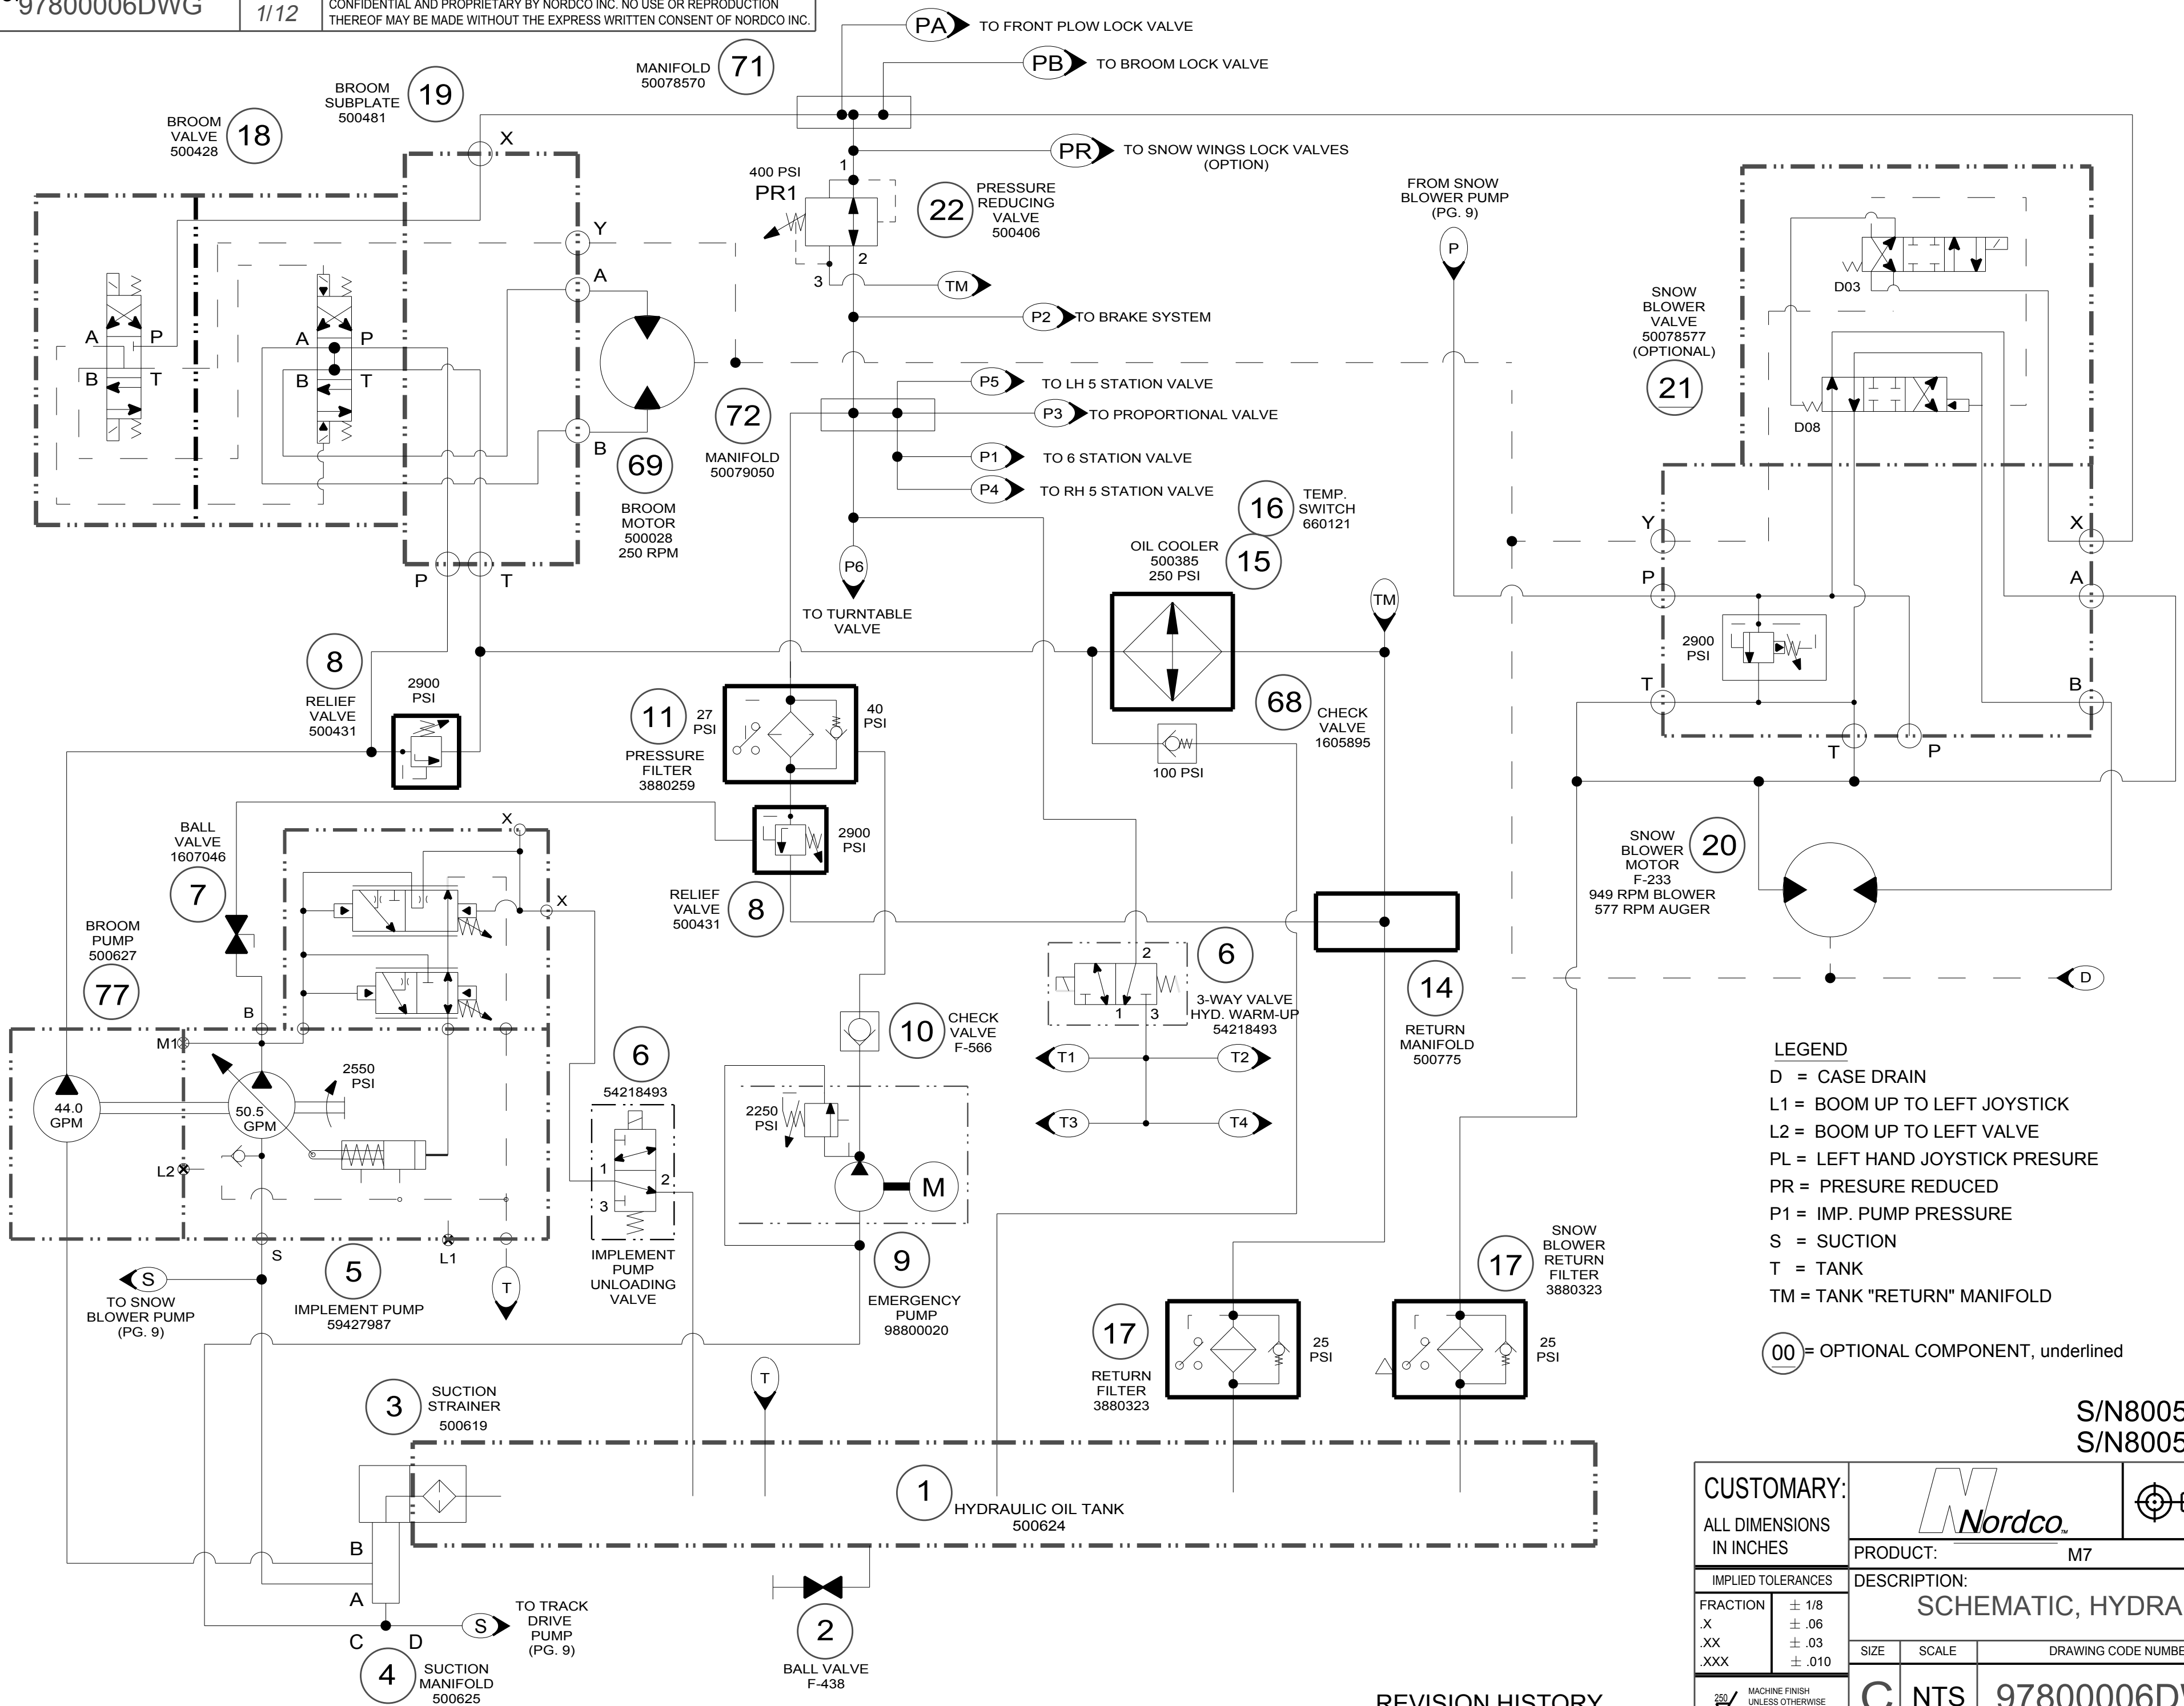 97800006DWG
1/12
CONFIDENTIAL AND PROPRIETARY BY NORDCO INC. NO USE OR REPRODUCTION
THEREOF MAY BE MADE WITHOUT THE EXPRESS WRITTEN CONSENT OF NORDCO INC.
PA TO FRONT PLOW LOCK VALVE
PB TO BROOM LOCK VALVE
MANIFOLD
50078570
71
BROOM
SUBPLATE
500481
19
BROOM
VALVE
500428
18
X
Y
A
B
P T
A P
B T
A P
B T
PR TO SNOW WINGS LOCK VALVES
(OPTION)
400 PSI
PR1
1
2
3
22
PRESSURE
REDUCING
VALVE
500406
TM
P2 TO BRAKE SYSTEM
P5 TO LH 5 STATION VALVE
P3 TO PROPORTIONAL VALVE
P1 TO 6 STATION VALVE
P4 TO RH 5 STATION VALVE
72
MANIFOLD
50079050
69
BROOM
MOTOR
500028
250 RPM
P6
TO TURNTABLE
VALVE
FROM SNOW
BLOWER PUMP
(PG. 9)
P
SNOW
BLOWER
VALVE
50078577
(OPTIONAL)
21
D03
D08
Y
P
T
X
A
B
T P
2900
PSI
16
TEMP.
SWITCH
660121
OIL COOLER
500385
250 PSI
15
TM
68
CHECK
VALVE
1605895
100 PSI
8
RELIEF
VALVE
500431
2900
PSI
11
27
PSI
40
PSI
PRESSURE
FILTER
3880259
2900
PSI
RELIEF
VALVE
500431
8
BALL
VALVE
1607046
7
BROOM
PUMP
500627
77
X
X
B
M1
44.0
GPM
50.5
GPM
2550
PSI
L2
S
L1
T
S
TO SNOW
BLOWER PUMP
(PG. 9)
5
IMPLEMENT PUMP
59427987
6
54218493
1
2
3
IMPLEMENT
PUMP
UNLOADING
VALVE
10
CHECK
VALVE
F-566
2250
PSI
M
9
EMERGENCY
PUMP
98800020
2
1 3
6
3-WAY VALVE
HYD. WARM-UP
54218493
T1 T2
T3 T4
14
RETURN
MANIFOLD
500775
SNOW
BLOWER
MOTOR
F-233
949 RPM BLOWER
577 RPM AUGER
20
D
17
RETURN
FILTER
3880323
25
PSI
17
SNOW
BLOWER
RETURN
FILTER
3880323
25
PSI
3
SUCTION
STRAINER
500619
T
1
HYDRAULIC OIL TANK
500624
B
A
C D
S
TO TRACK
DRIVE
PUMP
(PG. 9)
4
SUCTION
MANIFOLD
500625
2
BALL VALVE
F-438
LEGEND
D = CASE DRAIN
L1 = BOOM UP TO LEFT JOYSTICK
L2 = BOOM UP TO LEFT VALVE
PL = LEFT HAND JOYSTICK PRESURE
PR = PRESURE REDUCED
P1 = IMP. PUMP PRESSURE
S = SUCTION
T = TANK
TM = TANK "RETURN" MANIFOLD
00 = OPTIONAL COMPONENT, underlined
S/N8005
S/N8005
CUSTOMARY:
ALL DIMENSIONS
IN INCHES
Nordco
PRODUCT: M7
IMPLIED TOLERANCES
FRACTION ± 1/8
.X ± .06
.XX ± .03
.XXX ± .010
DESCRIPTION:
SCHEMATIC, HYDRA
SIZE SCALE DRAWING CODE NUMBE
C NTS 97800006D
250
MACHINE FINISH
UNLESS OTHERWISE
REVISION HISTORY